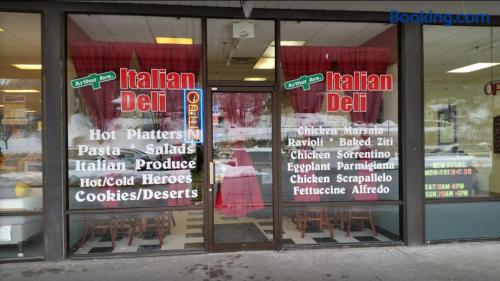 Booking.com
Arthur Ave.
Italian
Deli
Hot Platters
Pasta Salads
Italian Produce
Hot/Cold Heroes
Cookies/Deserts
OPEN
Arthur Ave.
Italian
Deli
Chicken Marsala
Ravioli * Baked Ziti
Chicken Sorrentino
Eggplant Parmigiana
Chicken Scrapallelo
Fettuccine Alfredo